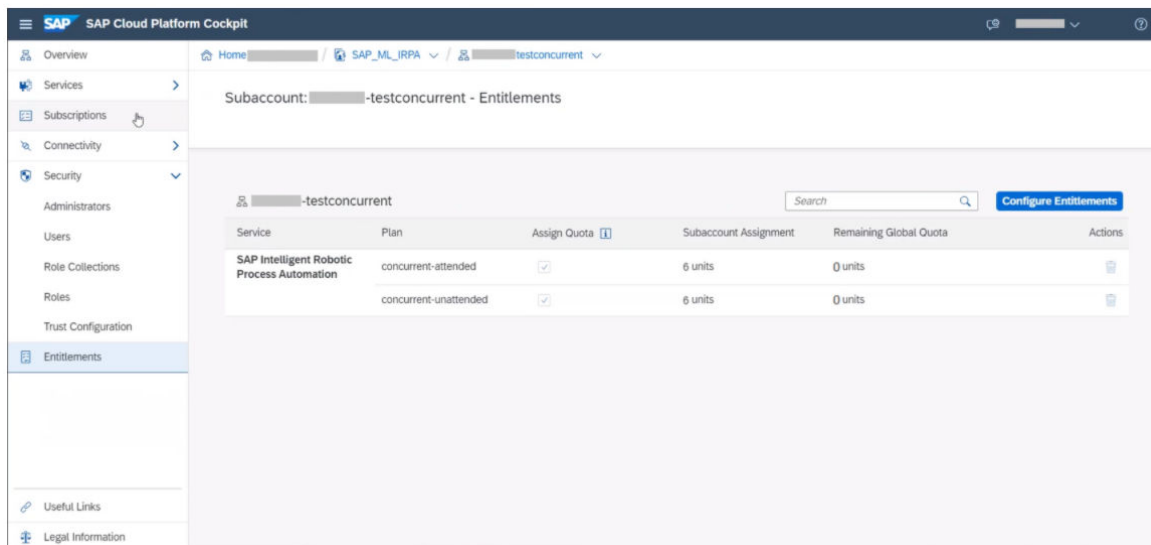 SAP SAP Cloud Platform Cockpit
Overview
Home / SAP_ML_IRPA / testconcurrent
Services
Subaccount: -testconcurrent - Entitlements
Subscriptions
Connectivity
Security
-testconcurrent Search Configure Entitlements
Administrators
Service Plan Assign Quota Subaccount Assignment Remaining Global Quota Actions
Users
SAP Intelligent Robotic
Process Automation
concurrent-attended 6 units 0 units
Role Collections
concurrent-unattended 6 units 0 units
Roles
Trust Configuration
Entitlements
Useful Links
Legal Information